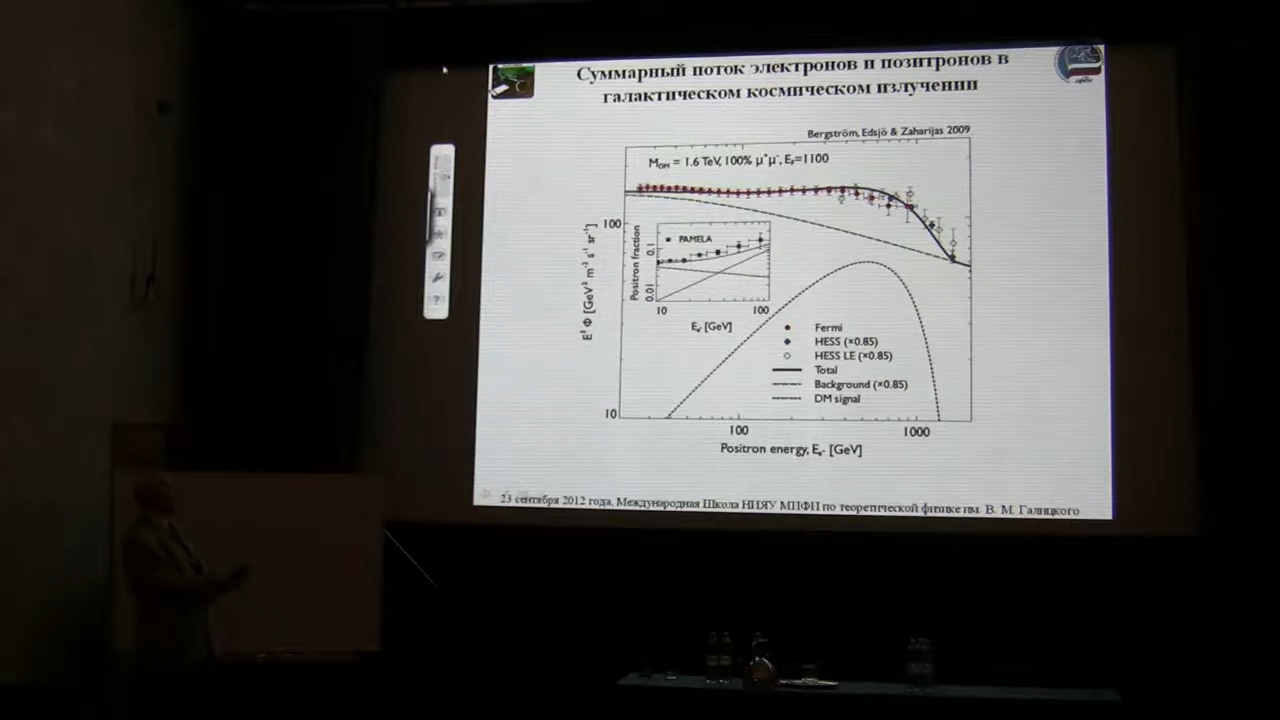 Суммарный поток электронов и позитронов в
галактическом космическом излучении
Bergström, Edsjö & Zaharijas 2009
M_DM = 1.6 TeV, 100% μ⁺μ⁻, E_F=1100
E³ Φ [GeV² m⁻² s⁻¹ sr⁻¹]
100
10
Positron fraction
0.1
0.01
PAMELA
10
100
E [GeV]
Fermi
HESS (×0.85)
HESS LE (×0.85)
Total
Background (×0.85)
DM signal
100
1000
Positron energy, E [GeV]
23 сентября 2012 года, Международная Школа НИЯУ МИФИ по теоретической физике им. В. М. Галицкого